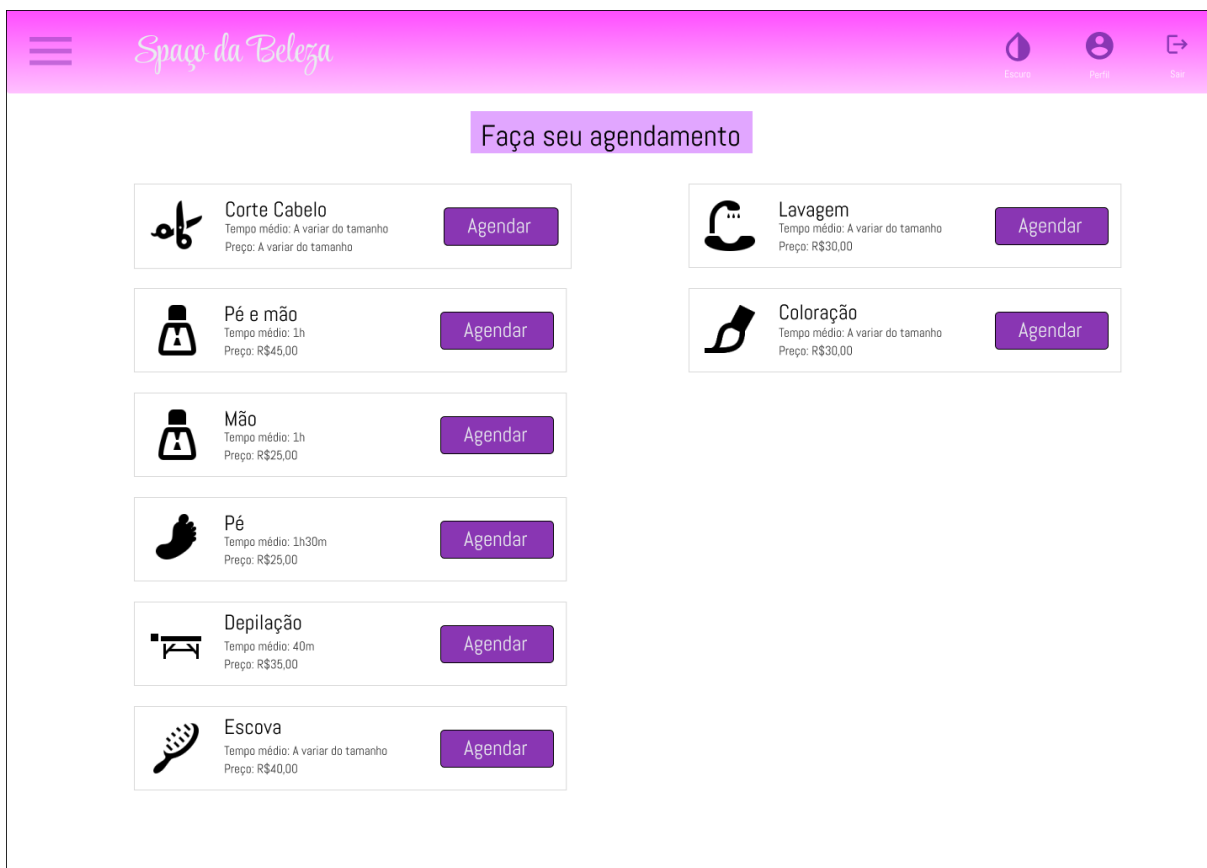 Spaço da Beleza
Escuro
Perfil
Sair
Faça seu agendamento
Corte Cabelo
Tempo médio: A variar do tamanho
Preço: A variar do tamanho
Agendar
Pé e mão
Tempo médio: 1h
Preço: R$45,00
Agendar
Mão
Tempo médio: 1h
Preço: R$25,00
Agendar
Pé
Tempo médio: 1h30m
Preço: R$25,00
Agendar
Depilação
Tempo médio: 40m
Preço: R$35,00
Agendar
Escova
Tempo médio: A variar do tamanho
Preço: R$40,00
Agendar
Lavagem
Tempo médio: A variar do tamanho
Preço: R$30,00
Agendar
Coloração
Tempo médio: A variar do tamanho
Preço: R$30,00
Agendar